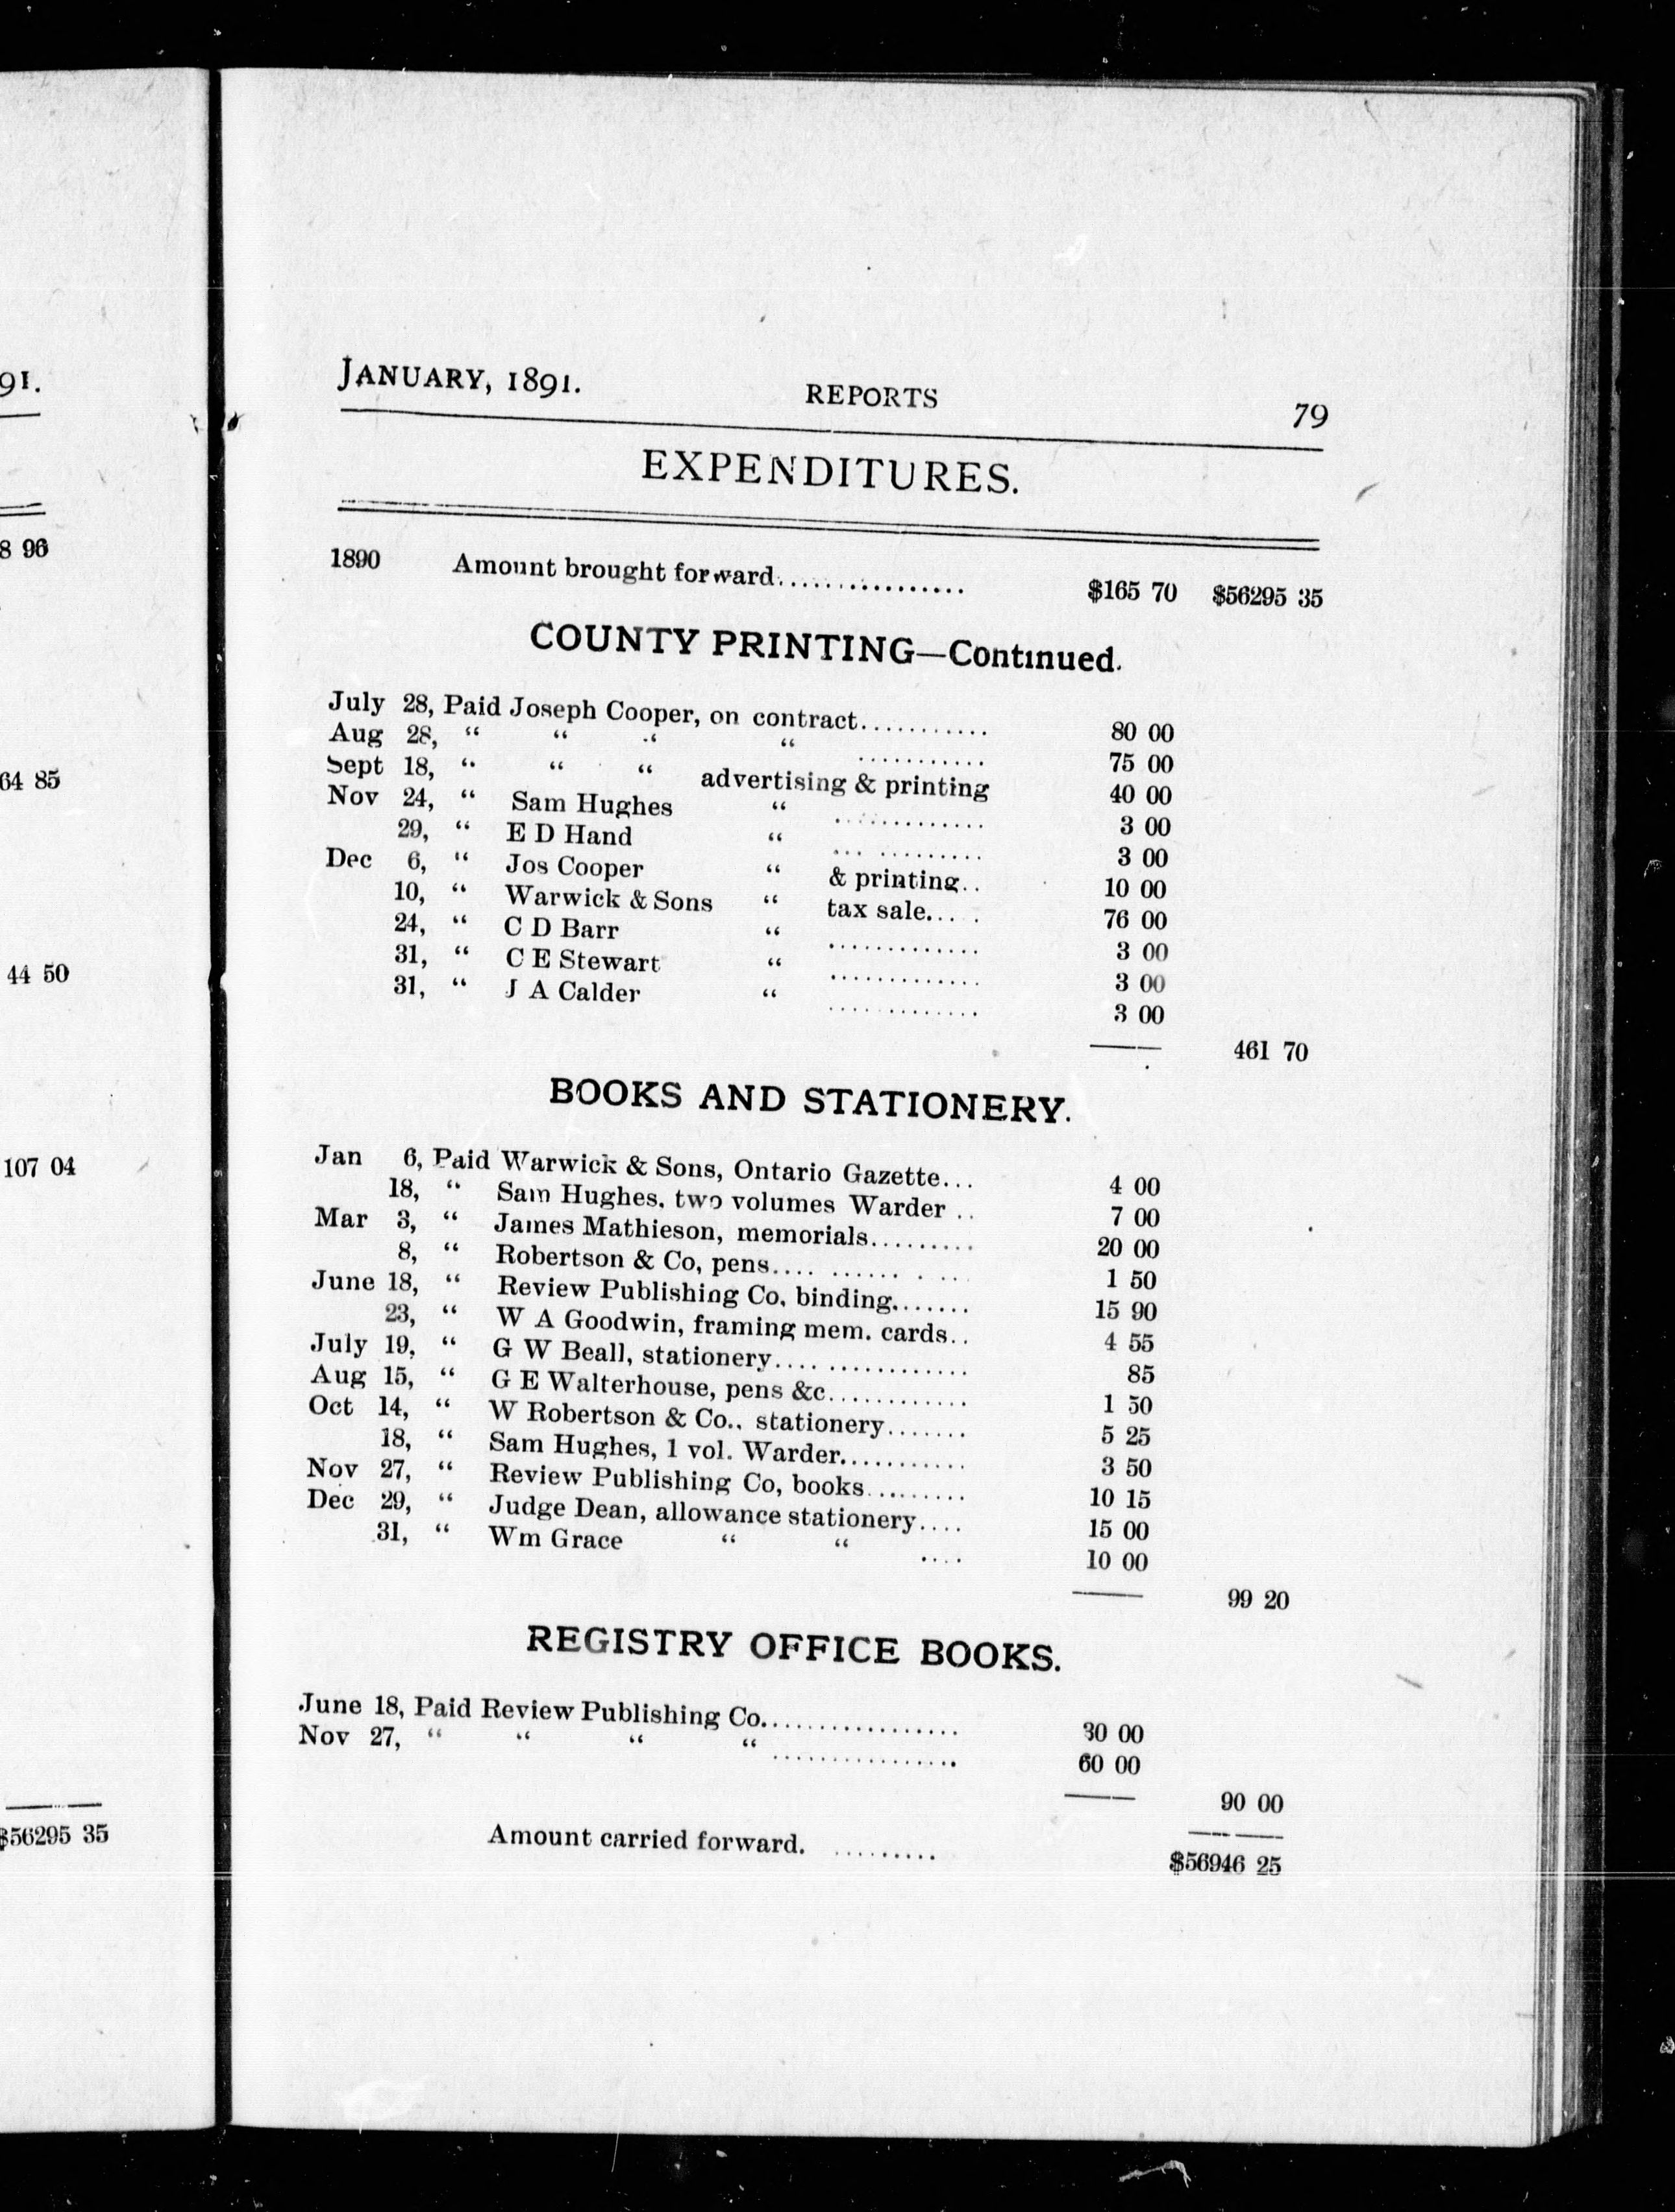 91.
8 96
64 85
44 50
107 04
$56295 35
JANUARY, 1891. REPORTS 79
EXPENDITURES.
1890 Amount brought forward................ $165 70 $56295 35
COUNTY PRINTING—Continued.
July 28, Paid Joseph Cooper, on contract........... 80 00
Aug 28, “ “ “ “ ........... 75 00
Sept 18, “ “ “ advertising & printing 40 00
Nov 24, “ Sam Hughes “ ............. 3 00
29, “ E D Hand “ ... ......... 3 00
Dec 6, “ Jos Cooper “ & printing.. 10 00
10, “ Warwick & Sons “ tax sale.... . 76 00
24, “ C D Barr “ ............. 3 00
31, “ C E Stewart “ ............. 3 00
31, “ J A Calder “ ............. 3 00
461 70
BOOKS AND STATIONERY.
Jan 6, Paid Warwick & Sons, Ontario Gazette... 4 00
18, “ Sam Hughes, two volumes Warder .. 7 00
Mar 3, “ James Mathieson, memorials......... 20 00
8, “ Robertson & Co, pens.... ...... . ... 1 50
June 18, “ Review Publishing Co, binding....... 15 90
23, “ W A Goodwin, framing mem. cards.. 4 55
July 19, “ G W Beall, stationery.... ............ 85
Aug 15, “ G E Walterhouse, pens &c............ 1 50
Oct 14, “ W Robertson & Co., stationery....... 5 25
18, “ Sam Hughes, 1 vol. Warder........... 3 50
Nov 27, “ Review Publishing Co, books......... 10 15
Dec 29, “ Judge Dean, allowance stationery.... 15 00
31, “ Wm Grace “ “ .... 10 00
99 20
REGISTRY OFFICE BOOKS.
June 18, Paid Review Publishing Co................. 30 00
Nov 27, “ “ “ “ ................ 60 00
90 00
Amount carried forward. ......... $56946 25